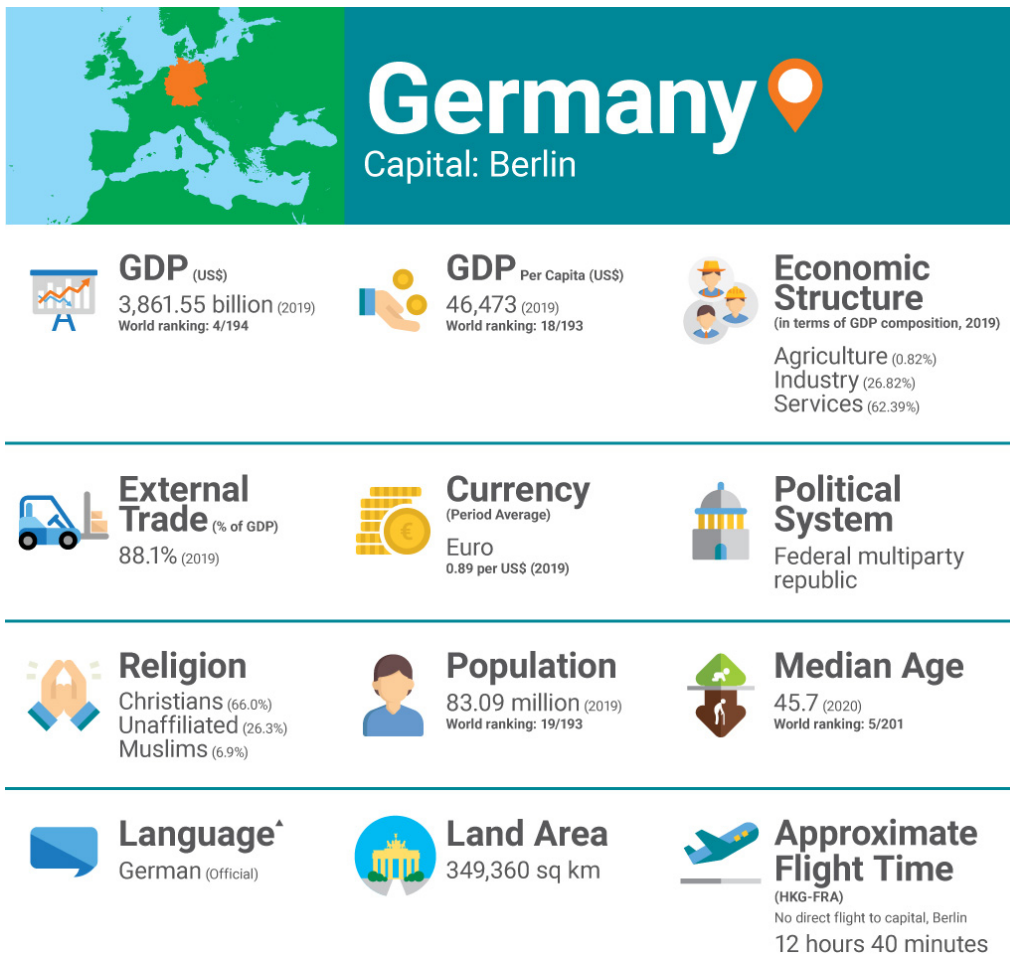 Germany
Capital: Berlin
GDP (US$)
3,861.55 billion (2019)
World ranking: 4/194
GDP Per Capita (US$)
46,473 (2019)
World ranking: 18/193
Economic
Structure
(in terms of GDP composition, 2019)
Agriculture (0.82%)
Industry (26.82%)
Services (62.39%)
External
Trade (% of GDP)
88.1% (2019)
Currency
(Period Average)
Euro
0.89 per US$ (2019)
Political
System
Federal multiparty
republic
Religion
Christians (66.0%)
Unaffiliated (26.3%)
Muslims (6.9%)
Population
83.09 million (2019)
World ranking: 19/193
Median Age
45.7 (2020)
World ranking: 5/201
Language▲
German (Official)
Land Area
349,360 sq km
Approximate
Flight Time
(HKG-FRA)
No direct flight to capital, Berlin
12 hours 40 minutes